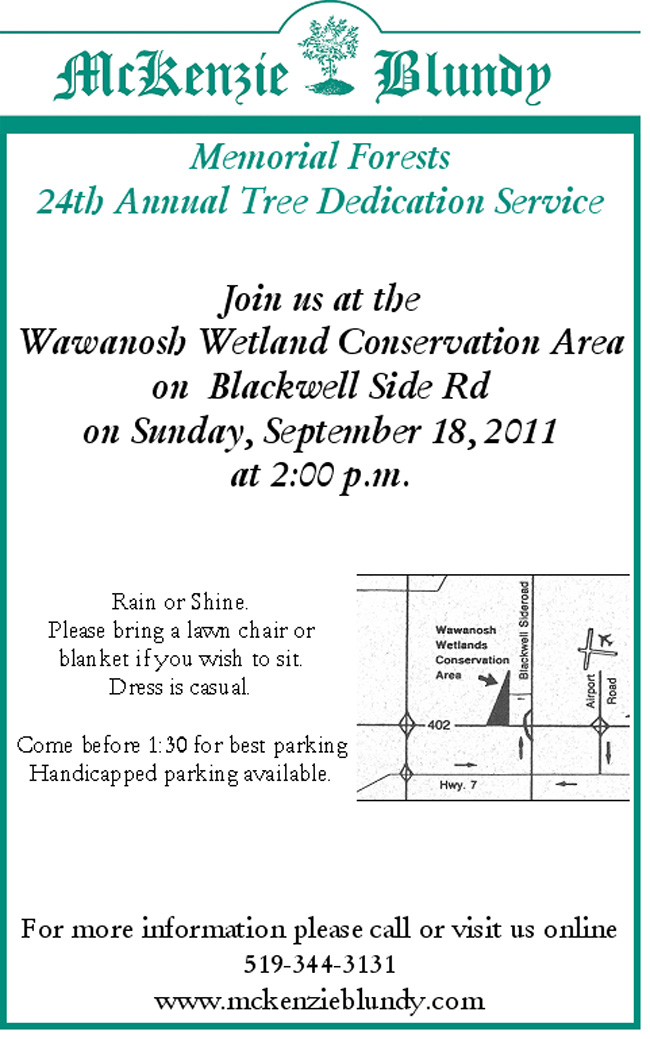 McKenzie Blundy
Memorial Forests
24th Annual Tree Dedication Service
Join us at the
Wawanosh Wetland Conservation Area
on Blackwell Side Rd
on Sunday, September 18, 2011
at 2:00 p.m.
Rain or Shine.
Please bring a lawn chair or
blanket if you wish to sit.
Dress is casual.
Come before 1:30 for best parking
Handicapped parking available.
Wawanosh
Wetlands
Conservation
Area
Blackwell Sideroad
Airport
Road
402
Hwy. 7
For more information please call or visit us online
519-344-3131
www.mckenzieblundy.com